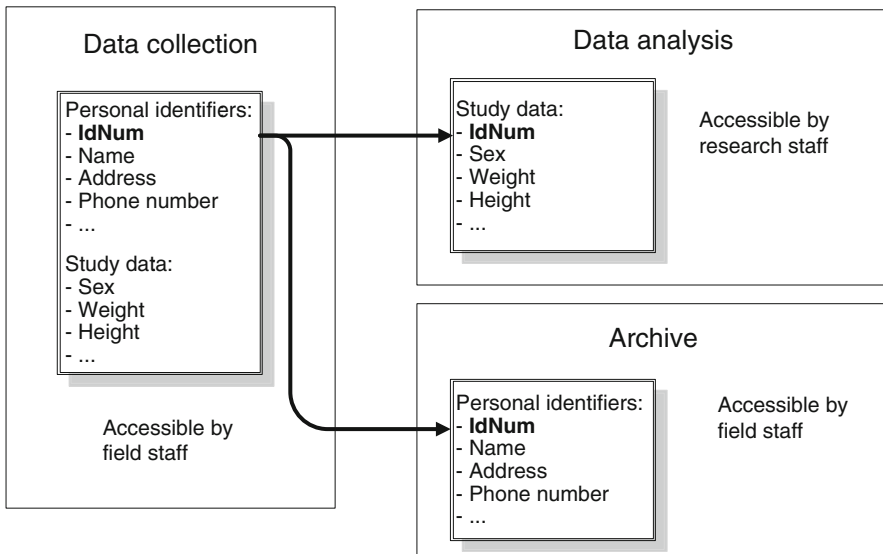 Data collection
Personal identifiers:
- IdNum
- Name
- Address
- Phone number
- ...
Study data:
- Sex
- Weight
- Height
- ...
Accessible by
field staff
Data analysis
Study data:
- IdNum
- Sex
- Weight
- Height
- ...
Accessible by
research staff
Archive
Personal identifiers:
- IdNum
- Name
- Address
- Phone number
- ...
Accessible by
field staff